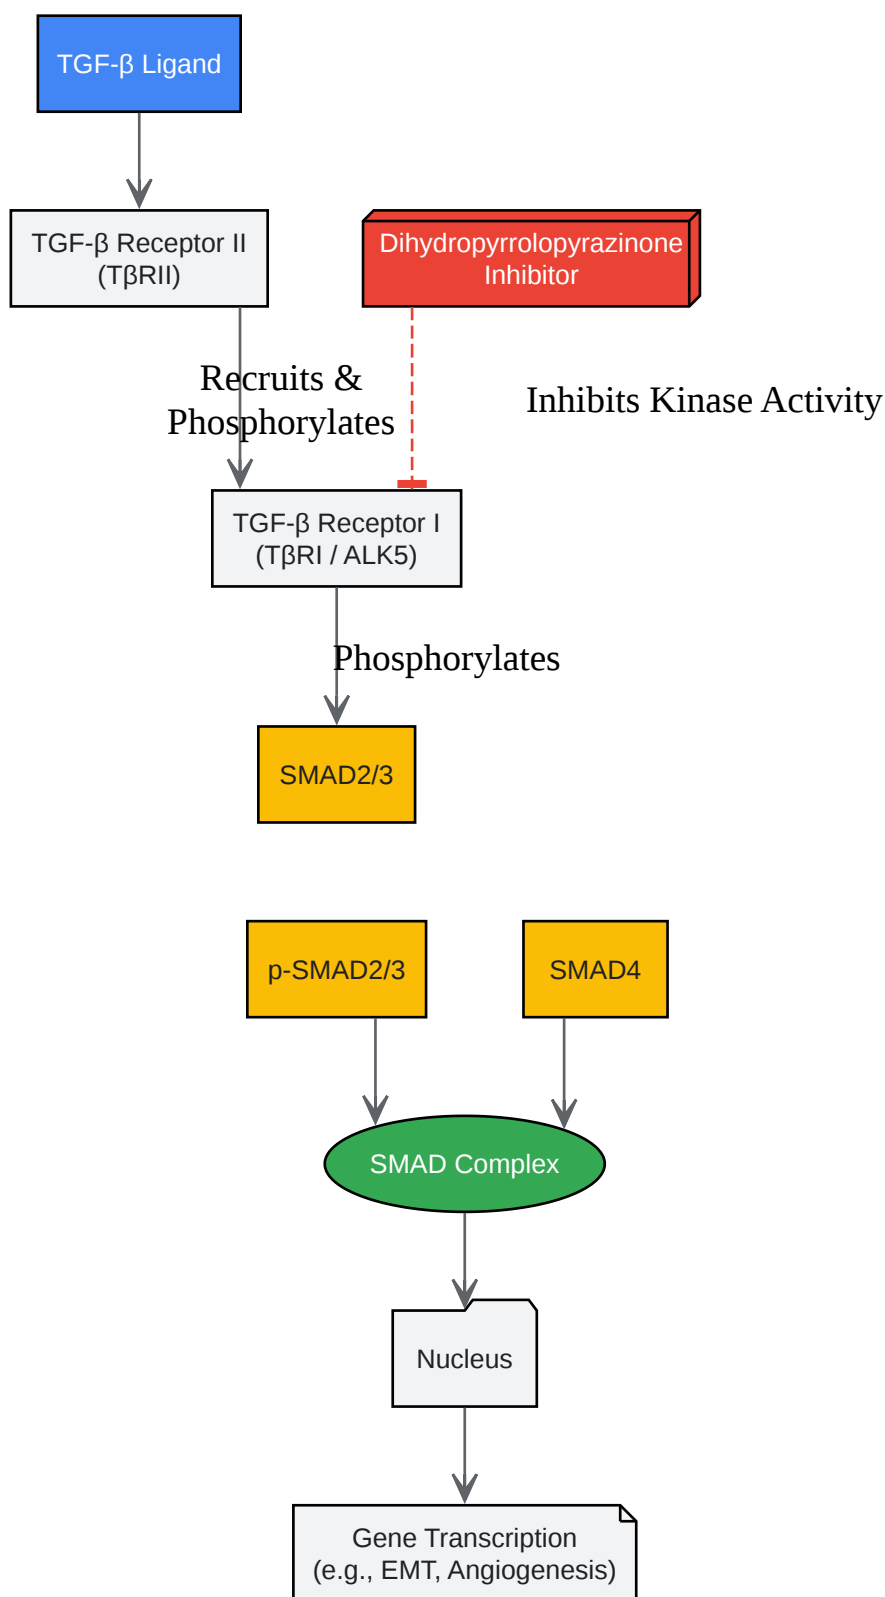 TGF-β Ligand
TGF-β Receptor II
(TβRII)
Dihydropyrrolopyrazinone
Inhibitor
Recruits &
Phosphorylates
Inhibits Kinase Activity
TGF-β Receptor I
(TβRI / ALK5)
Phosphorylates
SMAD2/3
p-SMAD2/3
SMAD4
SMAD Complex
Nucleus
Gene Transcription
(e.g., EMT, Angiogenesis)